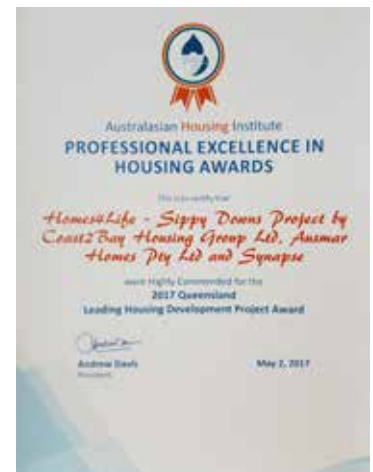 Australasian Housing Institute
PROFESSIONAL EXCELLENCE IN
HOUSING AWARDS
This is to certify that
Homes4Life - Sippy Downs Project by
Coast2Bay Housing Group Ltd, Ausmar
Homes Pty Ltd and Synapse
were Highly Commended for the
2017 Queensland
Leading Housing Development Project Award
Andrew Davis
May 2, 2017
President